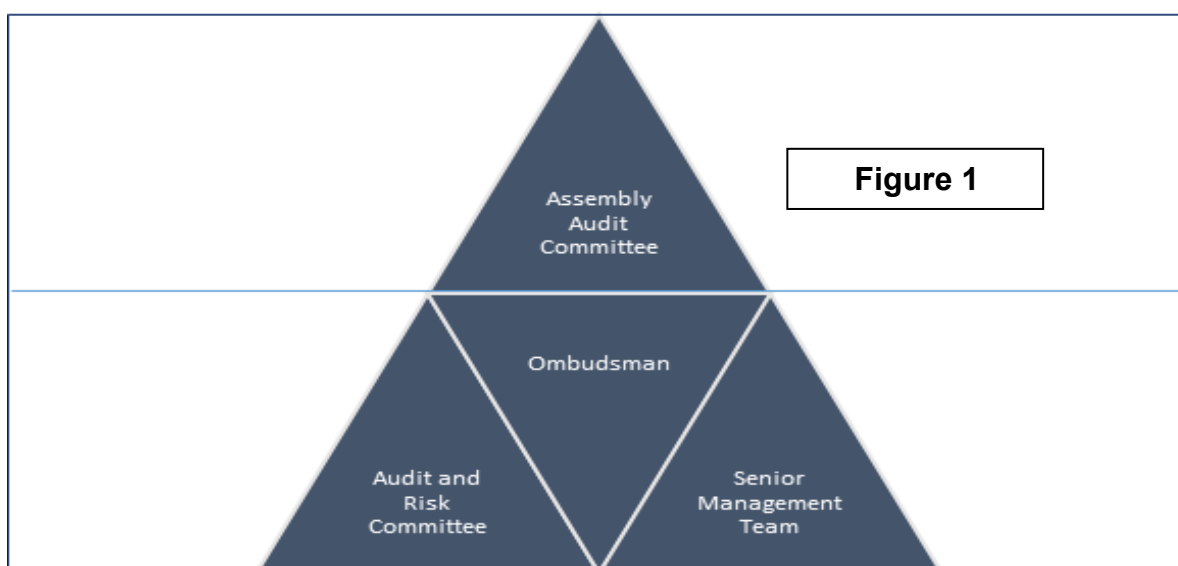 Figure 1
Assembly
Audit
Committee
Ombudsman
Audit and
Risk
Committee
Senior
Management
Team